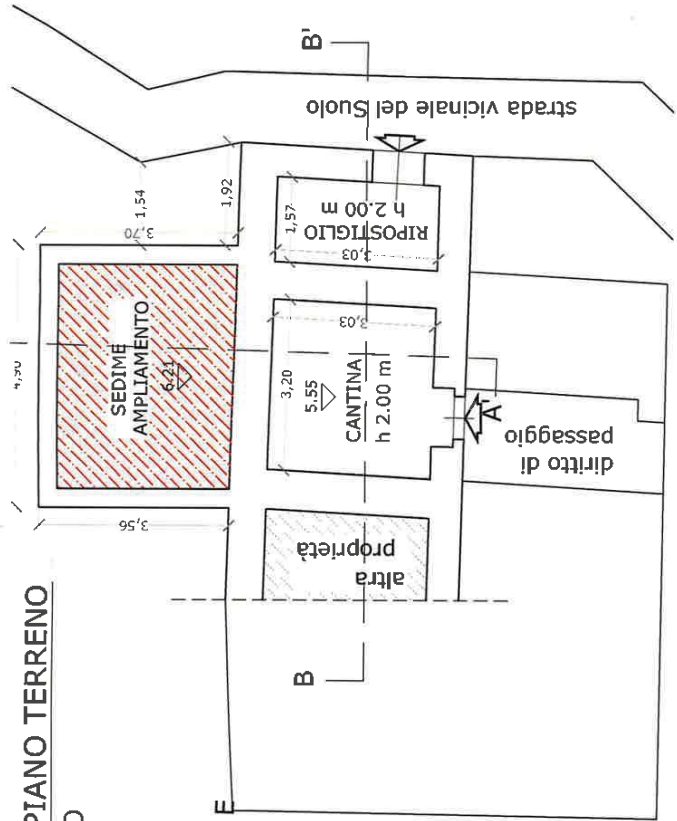 PIANO TERRENO
O
E
4,90
3,70
1,54
1,92
3,56
SEDIME
AMPLIAMENTO
6.21
B'
strada vicinale del Suolo
1,57
RIPOSTIGLIO
h 2.00 m
3,03
3,03
3,20
5.55
CANTINA
h 2.00 m
altra
proprietà
B
A'
diritto di
passaggio